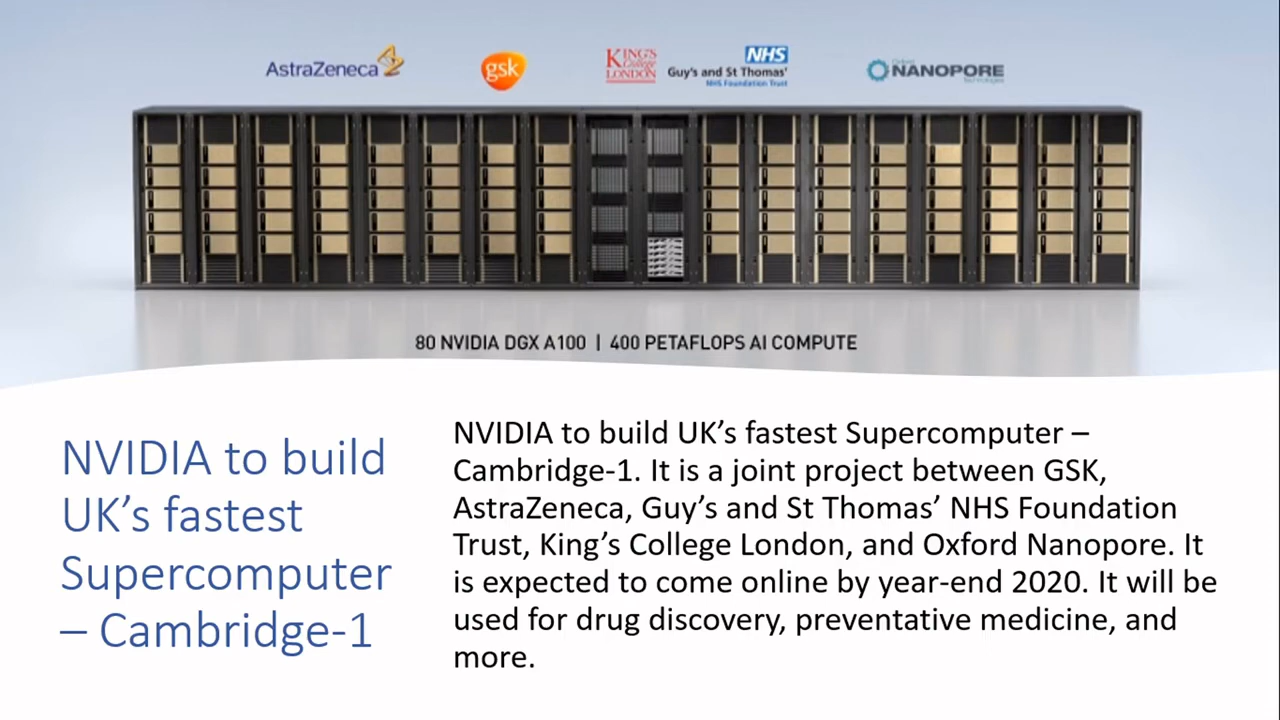 AstraZeneca
gsk
KING'S
College
LONDON
NHS
Guy's and St Thomas'
NHS Foundation Trust
Oxford
NANOPORE
Technologies
80 NVIDIA DGX A100 | 400 PETAFLOPS AI COMPUTE
NVIDIA to build
UK’s fastest
Supercomputer
– Cambridge-1
NVIDIA to build UK’s fastest Supercomputer –
Cambridge-1. It is a joint project between GSK,
AstraZeneca, Guy’s and St Thomas’ NHS Foundation
Trust, King’s College London, and Oxford Nanopore. It
is expected to come online by year-end 2020. It will be
used for drug discovery, preventative medicine, and
more.